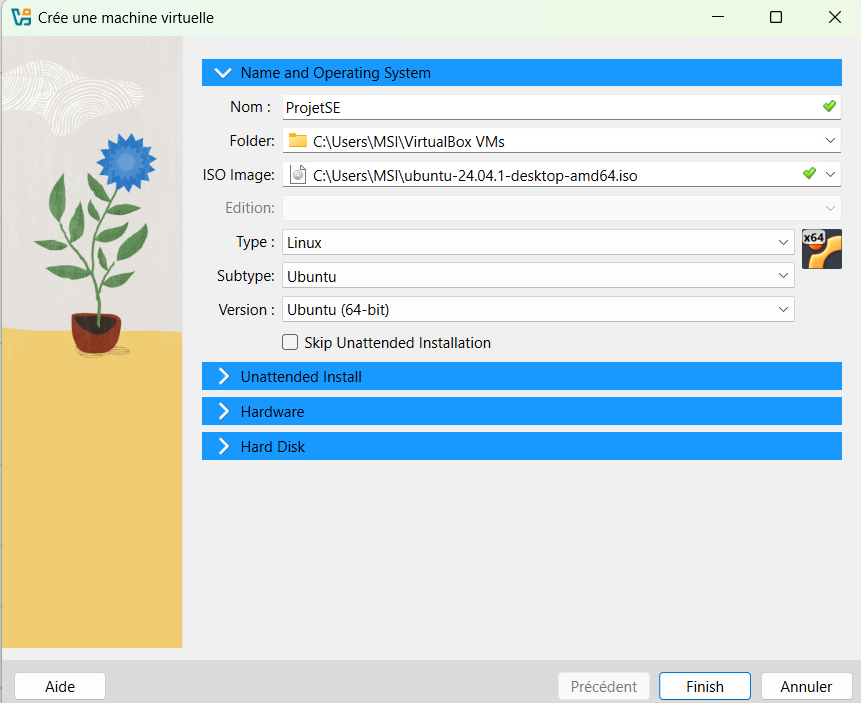 Crée une machine virtuelle
Name and Operating System
Nom : ProjetSE
Folder: C:\Users\MSI\VirtualBox VMs
ISO Image: C:\Users\MSI\ubuntu-24.04.1-desktop-amd64.iso
Edition:
Type : Linux
x64
Subtype: Ubuntu
Version : Ubuntu (64-bit)
Skip Unattended Installation
Unattended Install
Hardware
Hard Disk
Aide Précédent Finish Annuler